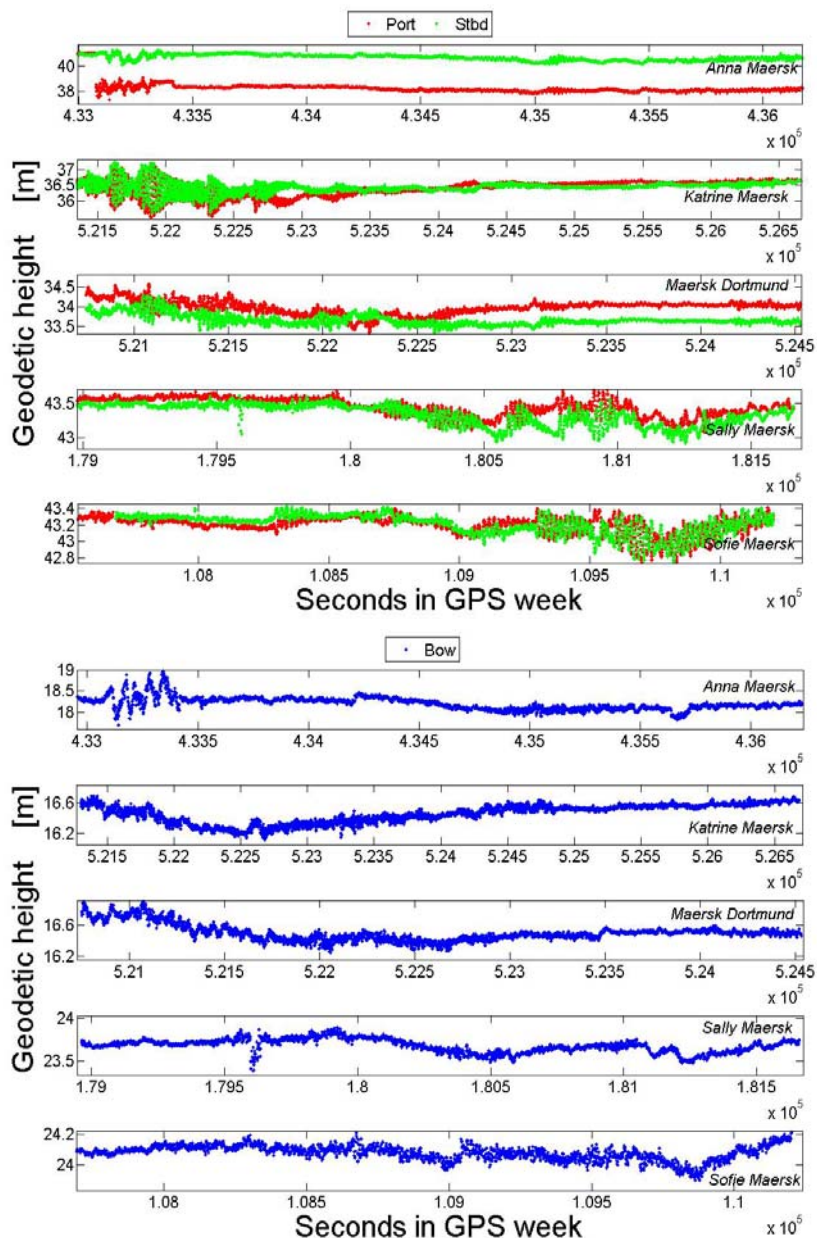 Port Stbd
40
38
Anna Maersk
4.33 4.335 4.34 4.345 4.35 4.355 4.36
x 10^5
37
36.5
36
Katrine Maersk
5.215 5.22 5.225 5.23 5.235 5.24 5.245 5.25 5.255 5.26 5.265
x 10^5
34.5
34
33.5
Maersk Dortmund
5.21 5.215 5.22 5.225 5.23 5.235 5.24 5.245
x 10^5
43.5
43
Sally Maersk
1.79 1.795 1.8 1.805 1.81 1.815
x 10^5
43.4
43.2
43
42.8
Sofie Maersk
1.08 1.085 1.09 1.095 1.1
x 10^5
Geodetic height [m]
Seconds in GPS week
Bow
19
18.5
18
Anna Maersk
4.33 4.335 4.34 4.345 4.35 4.355 4.36
x 10^5
16.6
16.2
Katrine Maersk
5.215 5.22 5.225 5.23 5.235 5.24 5.245 5.25 5.255 5.26 5.265
x 10^5
16.6
16.2
Maersk Dortmund
5.21 5.215 5.22 5.225 5.23 5.235 5.24 5.245
x 10^5
24
23.5
Sally Maersk
1.79 1.795 1.8 1.805 1.81 1.815
x 10^5
24.2
24
Sofie Maersk
1.08 1.085 1.09 1.095 1.1
x 10^5
Geodetic height [m]
Seconds in GPS week